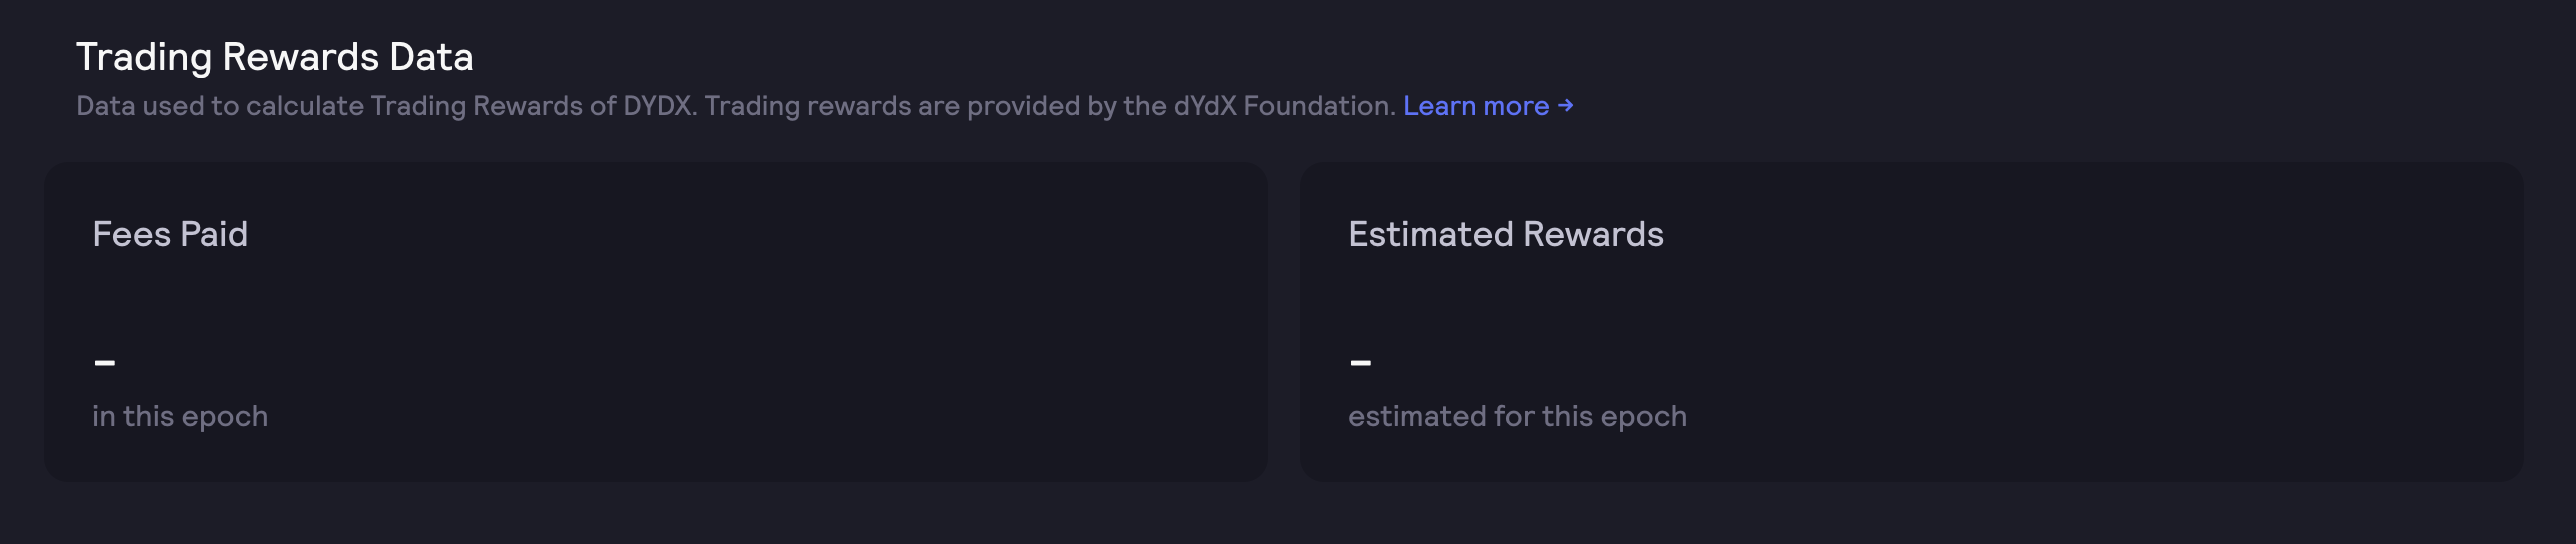 Trading Rewards Data
Data used to calculate Trading Rewards of DYDX. Trading rewards are provided by the dYdX Foundation. Learn more →
Fees Paid
–
in this epoch
Estimated Rewards
–
estimated for this epoch